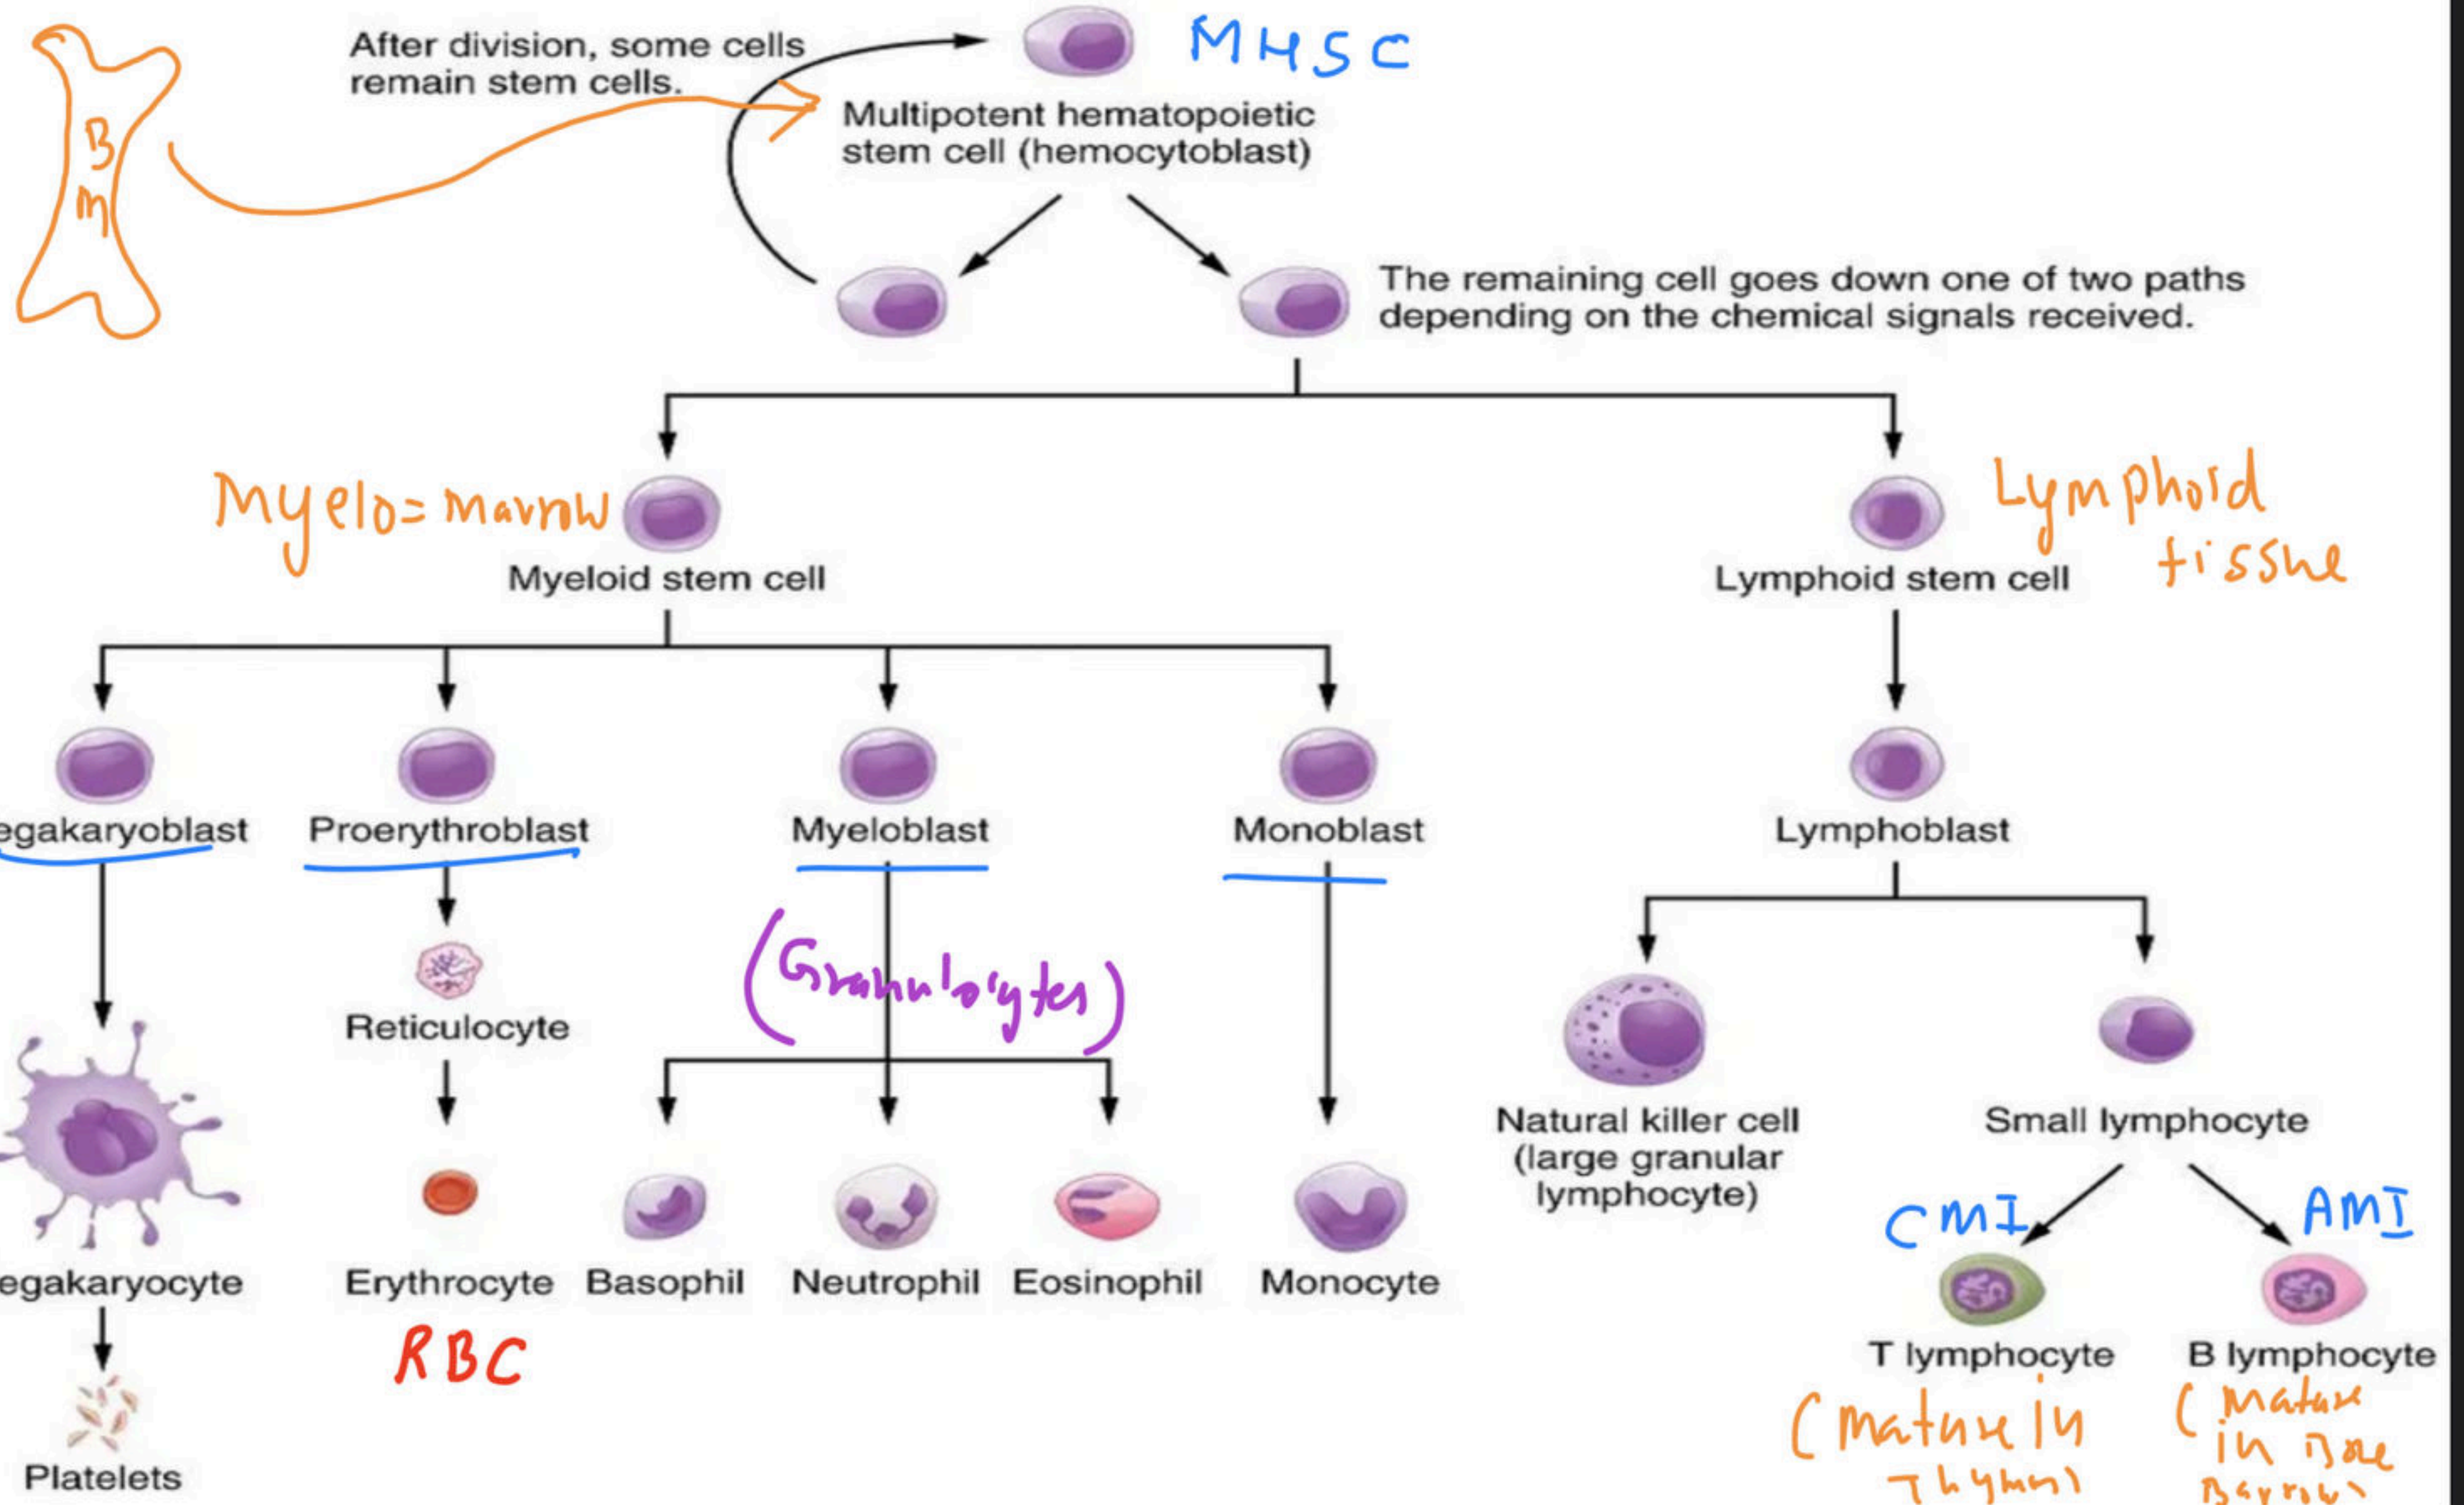 After division, some cells
remain stem cells.
MHSC
Multipotent hematopoietic
stem cell (hemocytoblast)
B
M
The remaining cell goes down one of two paths
depending on the chemical signals received.
Myelo = Marrow
Myeloid stem cell
Lymphoid
tissue
Lymphoid stem cell
egakaryoblast
Proerythroblast
Myeloblast
Monoblast
Lymphoblast
(Granulocytes)
Reticulocyte
Natural killer cell
(large granular
lymphocyte)
Small lymphocyte
CMI
AMI
egakaryocyte
Erythrocyte
Basophil
Neutrophil
Eosinophil
Monocyte
RBC
T lymphocyte
B lymphocyte
(Mature in
Thymus)
(Mature
in Bone
Platelets